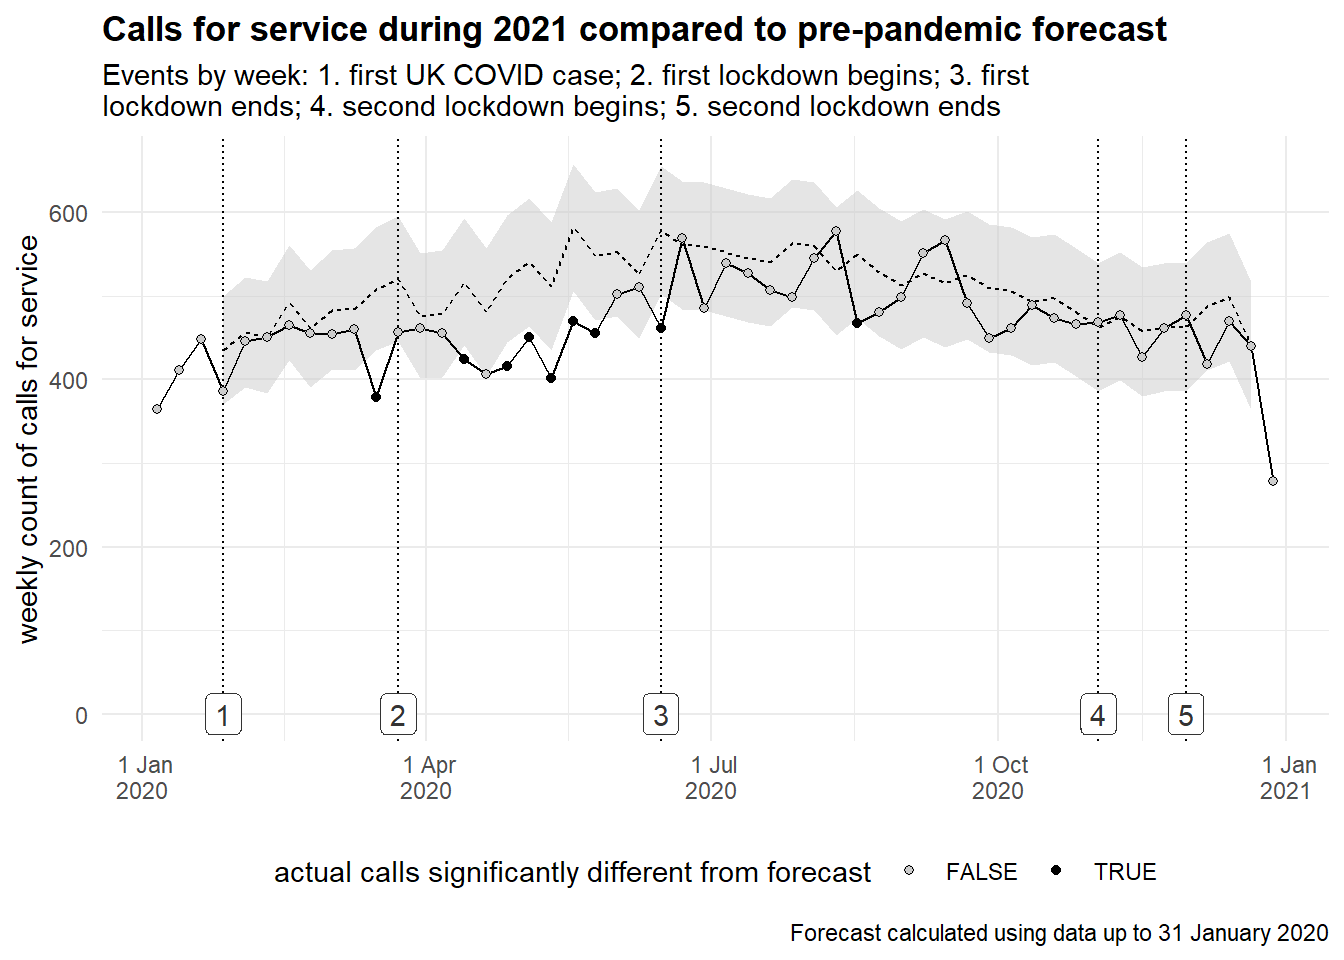 Calls for service during 2021 compared to pre-pandemic forecast
Events by week: 1. first UK COVID case; 2. first lockdown begins; 3. first
lockdown ends; 4. second lockdown begins; 5. second lockdown ends
weekly count of calls for service
600
400
200
0
1
2
3
4
5
1 Jan
2020
1 Apr
2020
1 Jul
2020
1 Oct
2020
1 Jan
2021
actual calls significantly different from forecast
FALSE
TRUE
Forecast calculated using data up to 31 January 2020